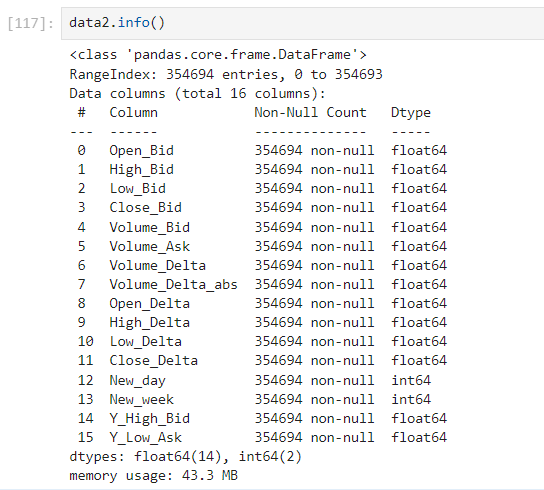 [117]: data2.info()
<class 'pandas.core.frame.DataFrame'>
RangeIndex: 354694 entries, 0 to 354693
Data columns (total 16 columns):
 #   Column            Non-Null Count   Dtype
---  ------            --------------   -----
 0   Open_Bid          354694 non-null  float64
 1   High_Bid          354694 non-null  float64
 2   Low_Bid           354694 non-null  float64
 3   Close_Bid         354694 non-null  float64
 4   Volume_Bid        354694 non-null  float64
 5   Volume_Ask        354694 non-null  float64
 6   Volume_Delta      354694 non-null  float64
 7   Volume_Delta_abs  354694 non-null  float64
 8   Open_Delta        354694 non-null  float64
 9   High_Delta        354694 non-null  float64
 10  Low_Delta         354694 non-null  float64
 11  Close_Delta       354694 non-null  float64
 12  New_day           354694 non-null  int64
 13  New_week          354694 non-null  int64
 14  Y_High_Bid        354694 non-null  float64
 15  Y_Low_Ask         354694 non-null  float64
dtypes: float64(14), int64(2)
memory usage: 43.3 MB